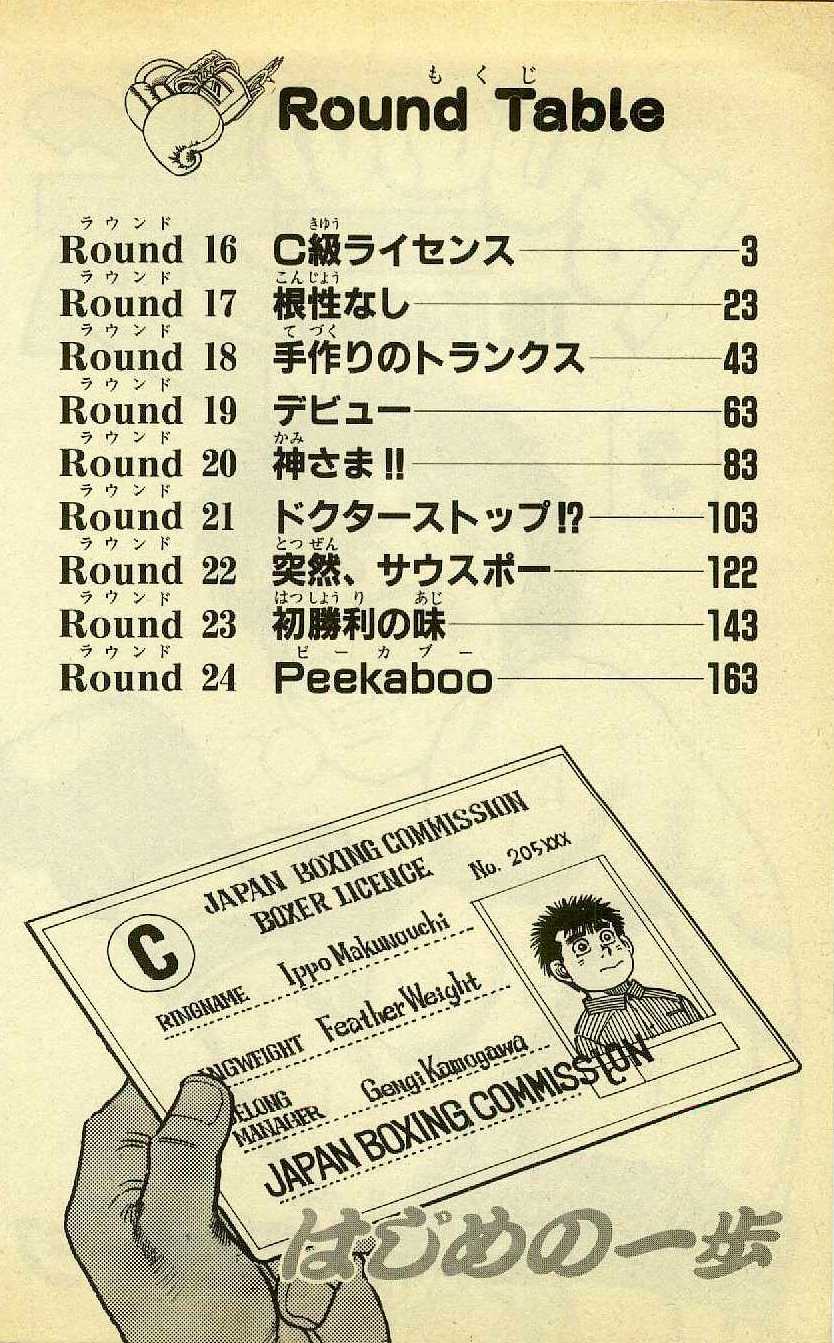 もくじ
Round Table
ラウンド きゅう
Round 16 C級ライセンス 3
ラウンド こんじょう
Round 17 根性なし 23
ラウンド てづく
Round 18 手作りのトランクス 43
ラウンド
Round 19 デビュー 63
ラウンド かみ
Round 20 神さま!! 83
ラウンド
Round 21 ドクターストップ!? 103
ラウンド とつぜん
Round 22 突然、サウスポー 122
ラウンド はつしょうり あじ
Round 23 初勝利の味 143
ラウンド ピーカブー
Round 24 Peekaboo 163
JAPAN BOXING COMMISSION
BOXER LICENCE
No. 205XXX
C
RINGNAME Ippo Makunouchi
INGWEIGHT Feather Weight
ELONG
MANAGER Gengi Kamogawa
JAPAN BOXING COMMISSION
はじめの一歩